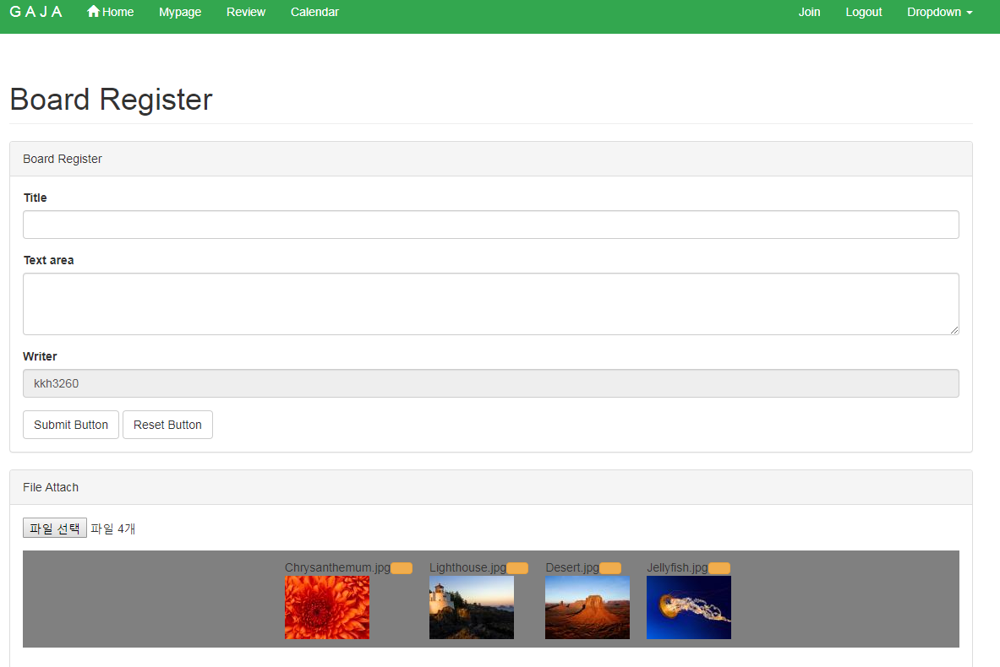 G A J A Home Mypage Review Calendar Join Logout Dropdown
Board Register
Board Register
Title
Text area
Writer
kkh3260
Submit Button Reset Button
File Attach
파일 선택 파일 4개
Chrysanthemum.jpg Lighthouse.jpg Desert.jpg Jellyfish.jpg